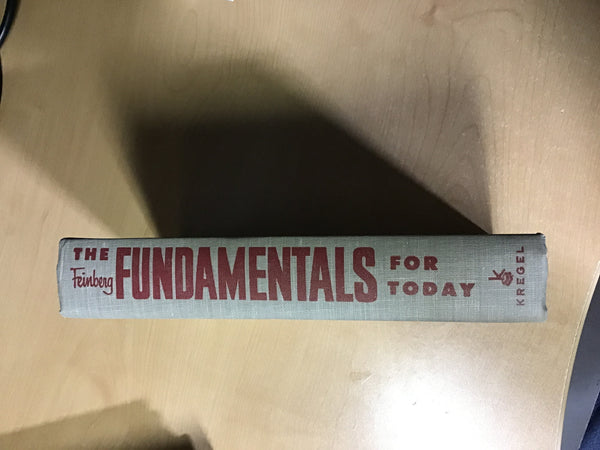 THE
Feinberg
FUNDAMENTALS
FOR
TODAY
KREGEL